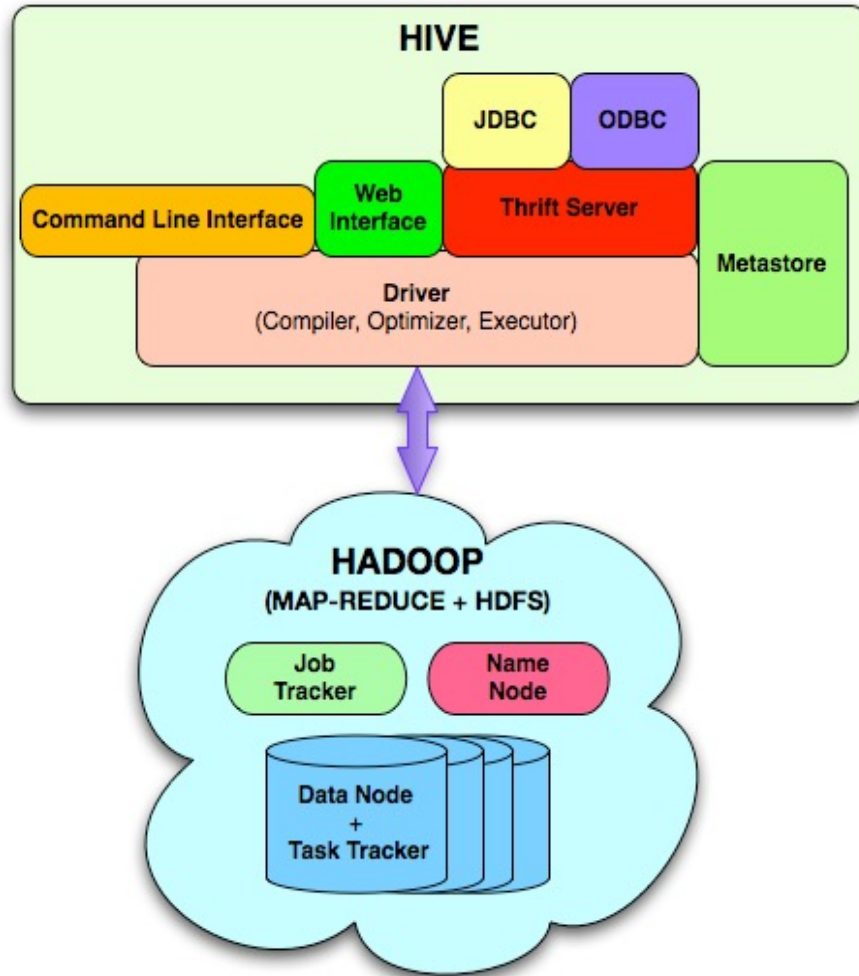 HIVE
JDBC
ODBC
Command Line Interface
Web
Interface
Thrift Server
Metastore
Driver
(Compiler, Optimizer, Executor)
HADOOP
(MAP-REDUCE + HDFS)
Job
Tracker
Name
Node
Data Node
+
Task Tracker